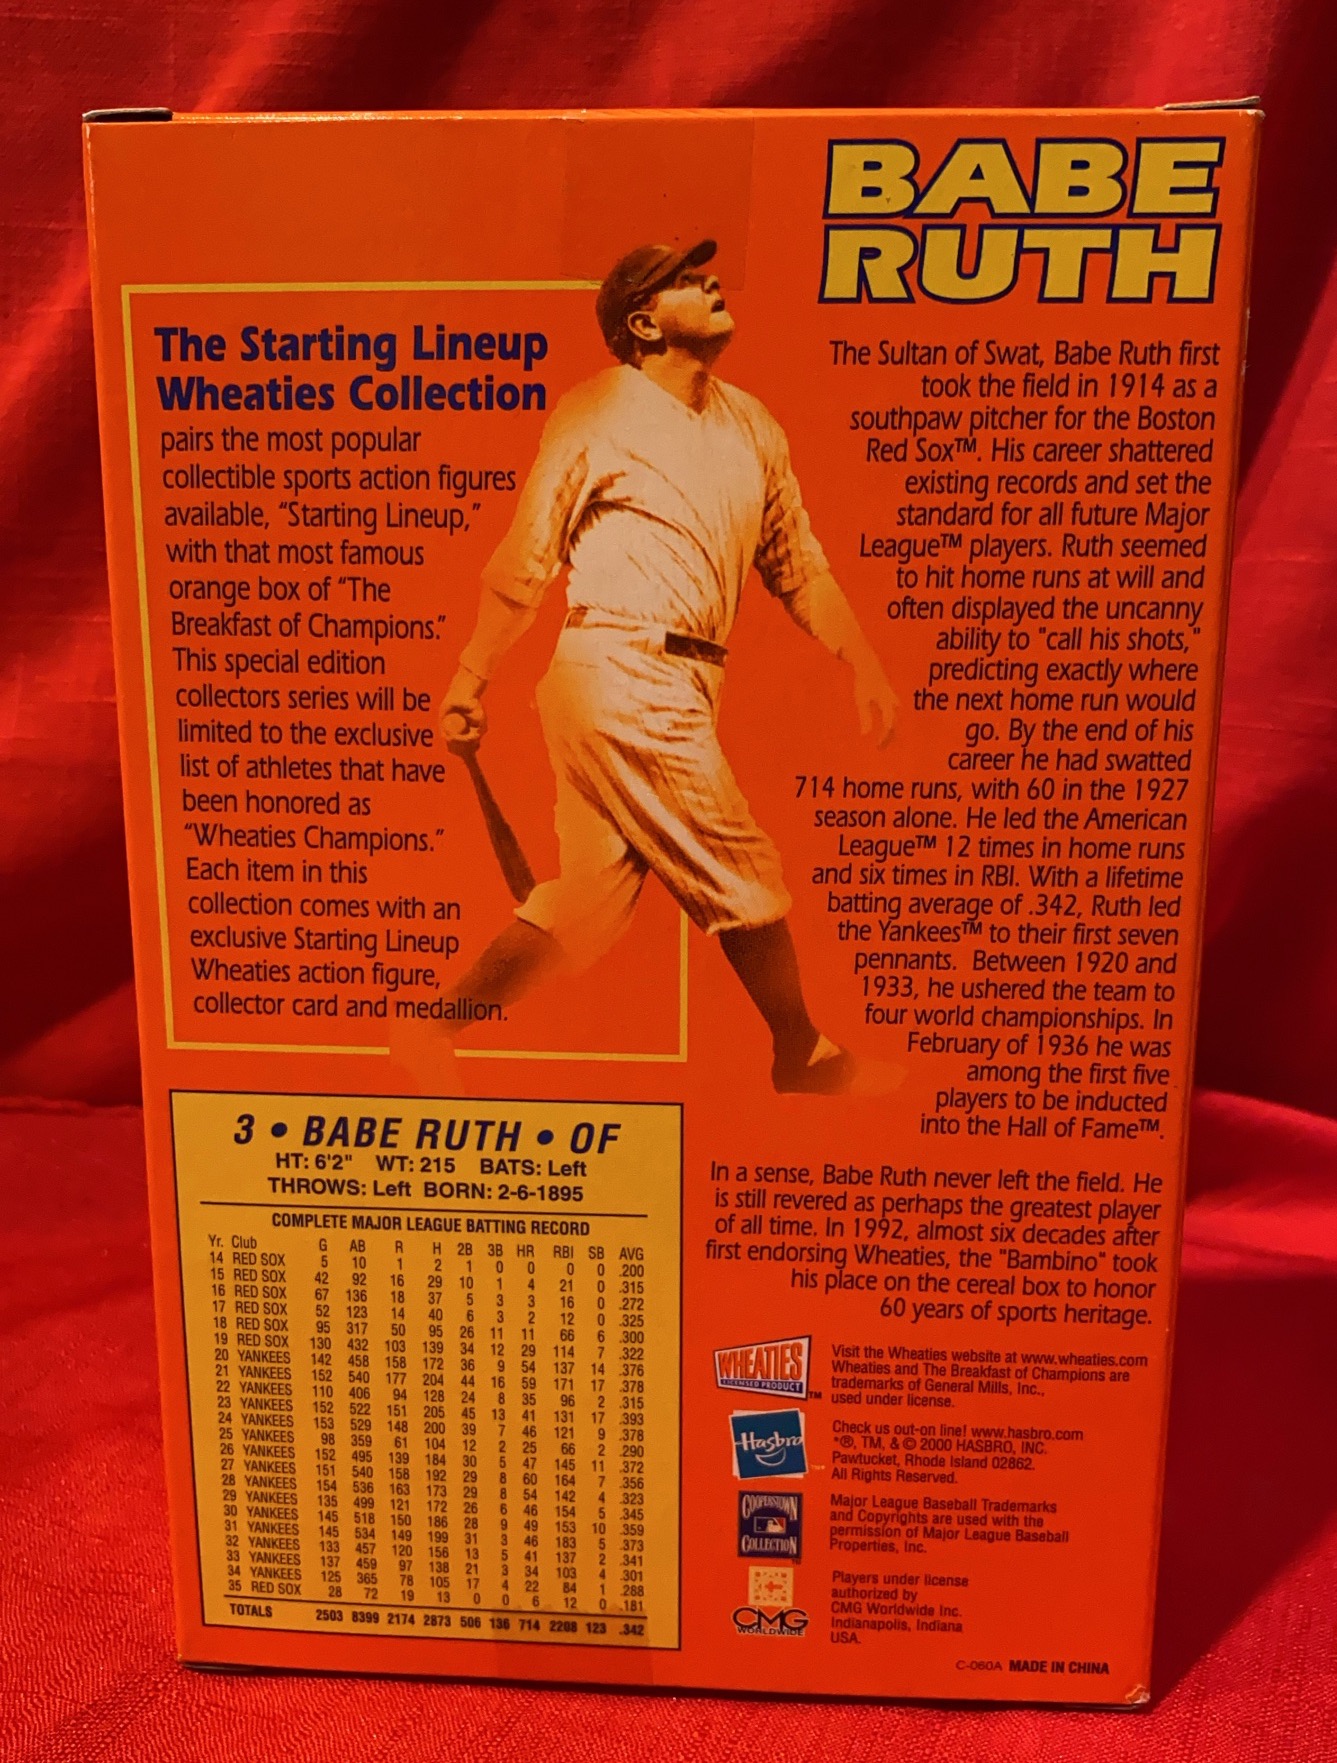 BABE
RUTH
The Starting Lineup
Wheaties Collection
pairs the most popular
collectible sports action figures
available, “Starting Lineup,”
with that most famous
orange box of “The
Breakfast of Champions.”
This special edition
collectors series will be
limited to the exclusive
list of athletes that have
been honored as
“Wheaties Champions.”
Each item in this
collection comes with an
exclusive Starting Lineup
Wheaties action figure,
collector card and medallion.
The Sultan of Swat, Babe Ruth first
took the field in 1914 as a
southpaw pitcher for the Boston
Red Sox™. His career shattered
existing records and set the
standard for all future Major
League™ players. Ruth seemed
to hit home runs at will and
often displayed the uncanny
ability to "call his shots,"
predicting exactly where
the next home run would
go. By the end of his
career he had swatted
714 home runs, with 60 in the 1927
season alone. He led the American
League™ 12 times in home runs
and six times in RBI. With a lifetime
batting average of .342, Ruth led
the Yankees™ to their first seven
pennants. Between 1920 and
1933, he ushered the team to
four world championships. In
February of 1936 he was
among the first five
players to be inducted
into the Hall of Fame™.
In a sense, Babe Ruth never left the field. He
is still revered as perhaps the greatest player
of all time. In 1992, almost six decades after
first endorsing Wheaties, the "Bambino" took
his place on the cereal box to honor
60 years of sports heritage.
3 • BABE RUTH • OF
HT: 6'2" WT: 215 BATS: Left
THROWS: Left BORN: 2-6-1895
COMPLETE MAJOR LEAGUE BATTING RECORD
Yr. Club G AB R H 2B 3B HR RBI SB AVG
14 RED SOX 5 10 1 2 1 0 0 0 0 .200
15 RED SOX 42 92 16 29 10 1 4 21 0 .315
16 RED SOX 67 136 18 37 5 3 3 16 0 .272
17 RED SOX 52 123 14 40 6 3 2 12 0 .325
18 RED SOX 95 317 50 95 26 11 11 66 6 .300
19 RED SOX 130 432 103 139 34 12 29 114 7 .322
20 YANKEES 142 458 158 172 36 9 54 137 14 .376
21 YANKEES 152 540 177 204 44 16 59 171 17 .378
22 YANKEES 110 406 94 128 24 8 35 96 2 .315
23 YANKEES 152 522 151 205 45 13 41 131 17 .393
24 YANKEES 153 529 148 200 39 7 46 121 9 .378
25 YANKEES 98 359 61 104 12 2 25 66 2 .290
26 YANKEES 152 495 139 184 30 5 47 145 11 .372
27 YANKEES 151 540 158 192 29 8 60 164 7 .356
28 YANKEES 154 536 163 173 29 8 54 142 4 .323
29 YANKEES 135 499 121 172 26 6 46 154 5 .345
30 YANKEES 145 518 150 186 28 9 49 153 10 .359
31 YANKEES 145 534 149 199 31 3 46 183 5 .373
32 YANKEES 133 457 120 156 13 5 41 137 2 .341
33 YANKEES 137 459 97 138 21 3 34 103 4 .301
34 YANKEES 125 365 78 105 17 4 22 84 1 .288
35 RED SOX 28 72 19 13 0 0 6 12 0 .181
TOTALS 2503 8399 2174 2873 506 136 714 2208 123 .342
WHEATIES
LICENSED PRODUCT
™
Visit the Wheaties website at www.wheaties.com
Wheaties and The Breakfast of Champions are
trademarks of General Mills, Inc.,
used under license.
Hasbro
Check us out-on line! www.hasbro.com
*®, TM, & © 2000 HASBRO, INC.
Pawtucket, Rhode Island 02862.
All Rights Reserved.
COOPERSTOWN
COLLECTION
Major League Baseball Trademarks
and Copyrights are used with the
permission of Major League Baseball
Properties, Inc.
CMG
WORLDWIDE
Players under license
authorized by
CMG Worldwide Inc.
Indianapolis, Indiana
USA.
C-060A MADE IN CHINA